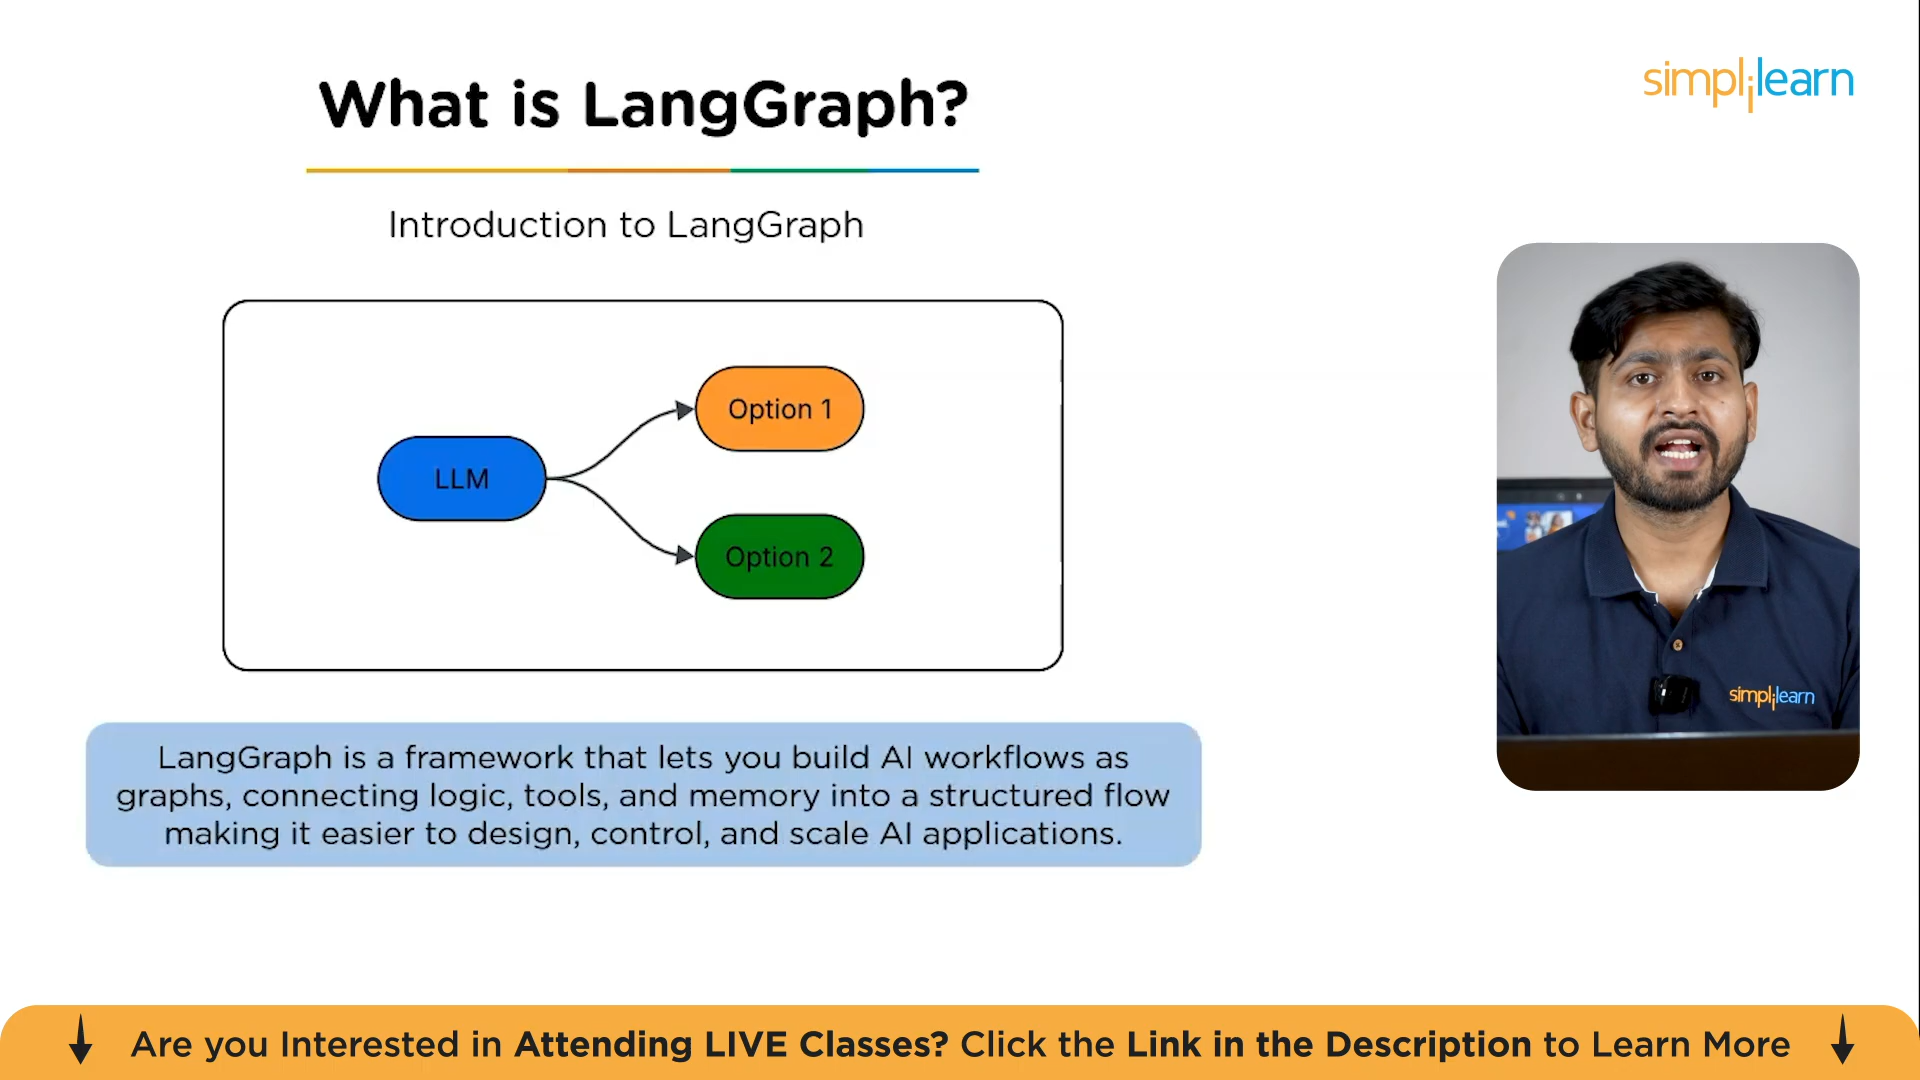 What is LangGraph?
simplilearn
Introduction to LangGraph
Option 1
LLM
Option 2
simplilearn
LangGraph is a framework that lets you build AI workflows as
graphs, connecting logic, tools, and memory into a structured flow
making it easier to design, control, and scale AI applications.
Are you Interested in Attending LIVE Classes? Click the Link in the Description to Learn More